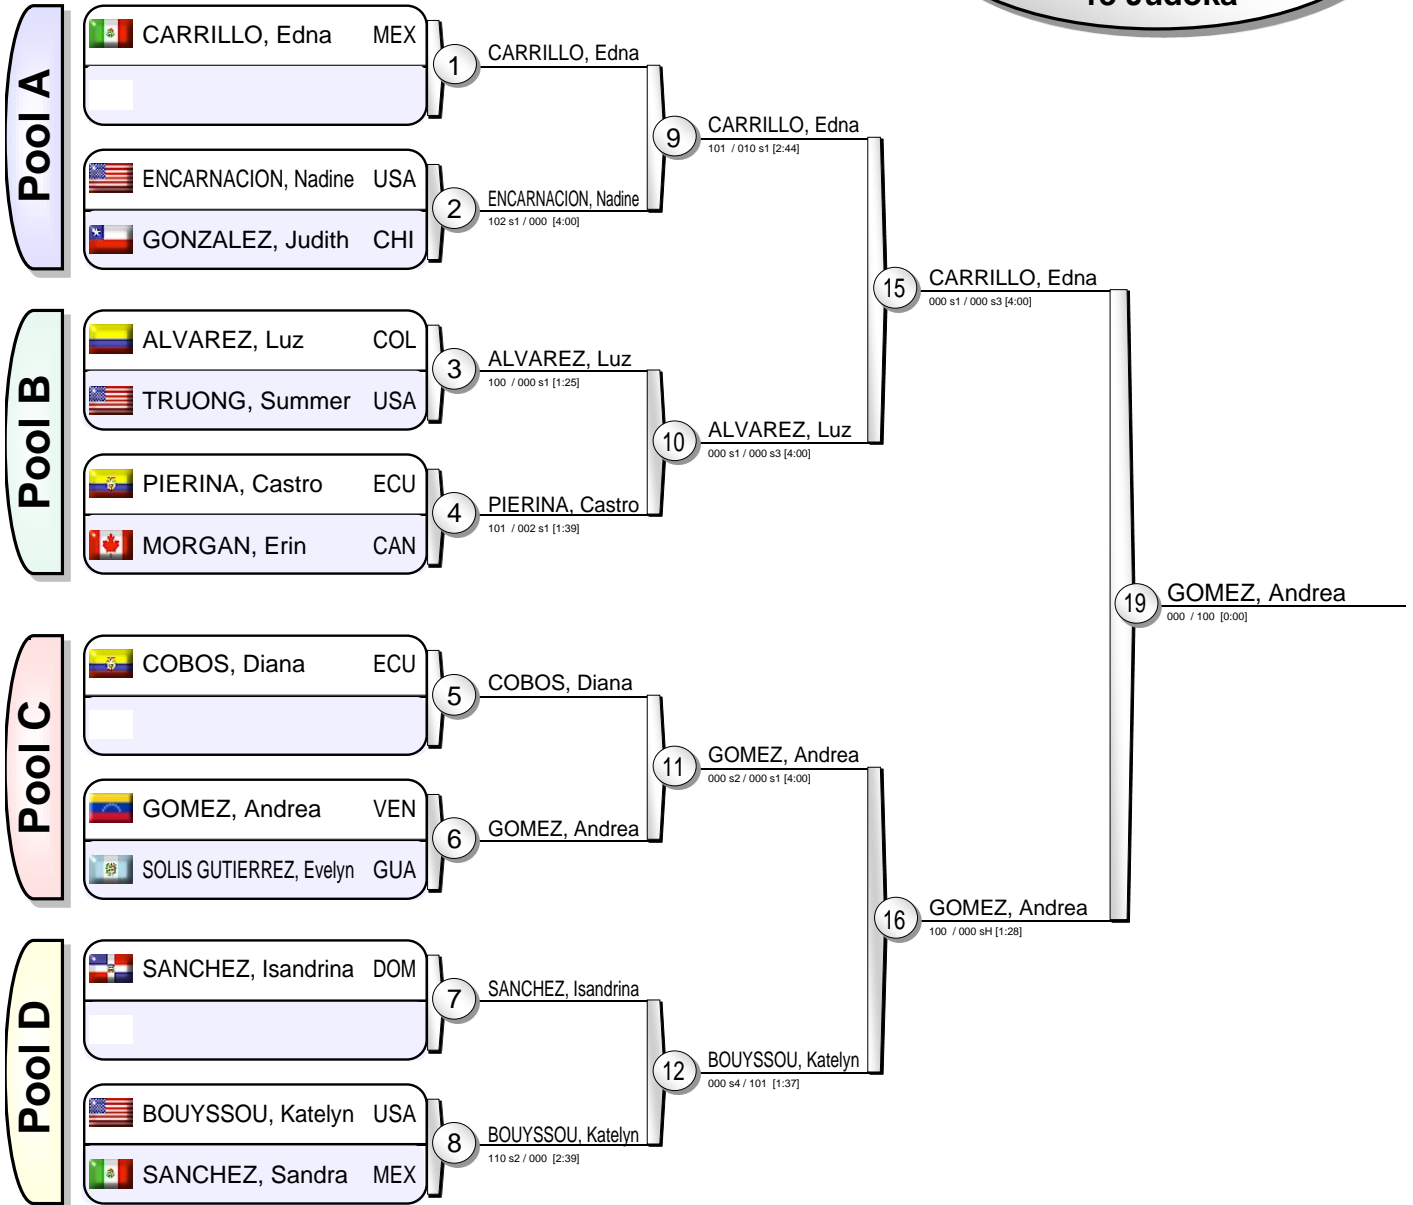 13 Judoka
Pool A
CARRILLO, Edna MEX
ENCARNACION, Nadine USA
GONZALEZ, Judith CHI
Pool B
ALVAREZ, Luz COL
TRUONG, Summer USA
PIERINA, Castro ECU
MORGAN, Erin CAN
Pool C
COBOS, Diana ECU
GOMEZ, Andrea VEN
SOLIS GUTIERREZ, Evelyn GUA
Pool D
SANCHEZ, Isandrina DOM
BOUYSSOU, Katelyn USA
SANCHEZ, Sandra MEX
1
CARRILLO, Edna
2
ENCARNACION, Nadine
102 s1 / 000 [4:00]
3
ALVAREZ, Luz
100 / 000 s1 [1:25]
4
PIERINA, Castro
101 / 002 s1 [1:39]
5
COBOS, Diana
6
GOMEZ, Andrea
7
SANCHEZ, Isandrina
8
BOUYSSOU, Katelyn
110 s2 / 000 [2:39]
9
CARRILLO, Edna
101 / 010 s1 [2:44]
10
ALVAREZ, Luz
000 s1 / 000 s3 [4:00]
11
GOMEZ, Andrea
000 s2 / 000 s1 [4:00]
12
BOUYSSOU, Katelyn
000 s4 / 101 [1:37]
15
CARRILLO, Edna
000 s1 / 000 s3 [4:00]
16
GOMEZ, Andrea
100 / 000 sH [1:28]
19
GOMEZ, Andrea
000 / 100 [0:00]